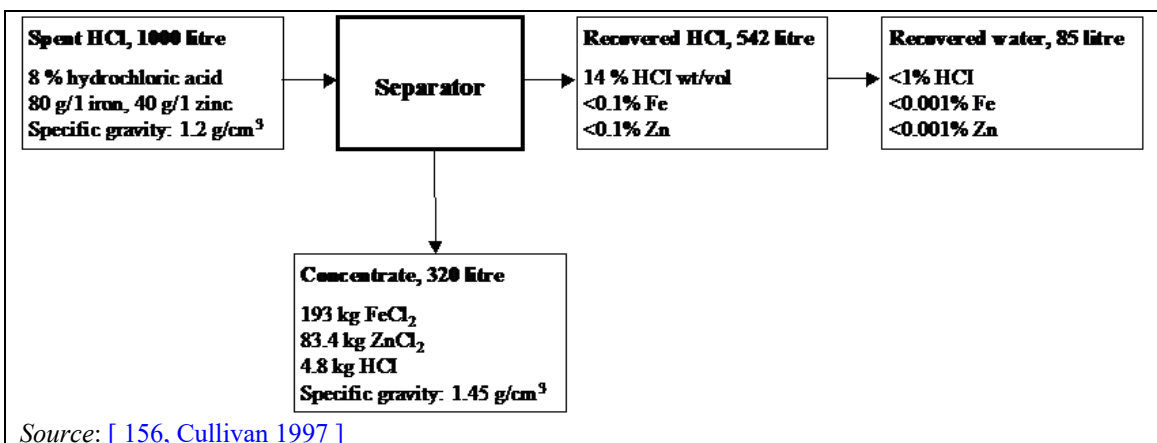 Spent HCl, 1000 litre
8 % hydrochloric acid
80 g/1 iron, 40 g/1 zinc
Specific gravity: 1.2 g/cm³
Separator
Recovered HCl, 542 litre
14 % HCl wt/vol
<0.1% Fe
<0.1% Zn
Recovered water, 85 litre
<1% HCl
<0.001% Fe
<0.001% Zn
Concentrate, 320 litre
193 kg FeCl₂
83.4 kg ZnCl₂
4.8 kg HCl
Specific gravity: 1.45 g/cm³
Source: [ 156, Cullivan 1997 ]